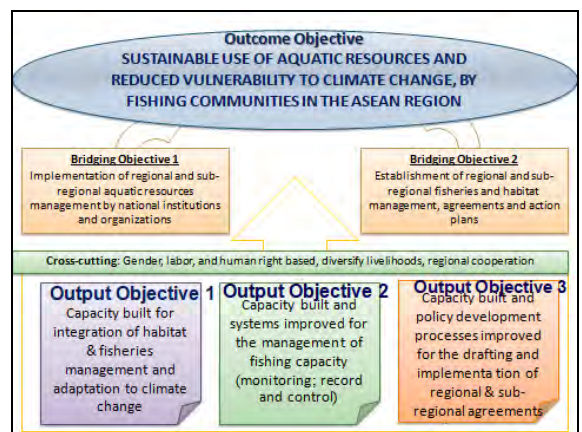 Outcome Objective
SUSTAINABLE USE OF AQUATIC RESOURCES AND
REDUCED VULNERABILITY TO CLIMATE CHANGE, BY
FISHING COMMUNITIES IN THE ASEAN REGION
Bridging Objective 1
Implementation of regional and sub-
regional aquatic resources
management by national institutions
and organizations
Bridging Objective 2
Establishment of regional and sub-
regional fisheries and habitat
management, agreements and action
plans
Cross-cutting: Gender, labor, and human right based, diversify livelihoods, regional cooperation
Output Objective 1
Capacity built for
integration of habitat
& fisheries
management and
adaptation to climate
change
Output Objective 2
Capacity built and
systems improved for
the management of
fishing capacity
(monitoring; record
and control)
Output Objective 3
Capacity built and
policy development
processes improved
for the drafting and
implementation of
regional & sub-
regional agreements